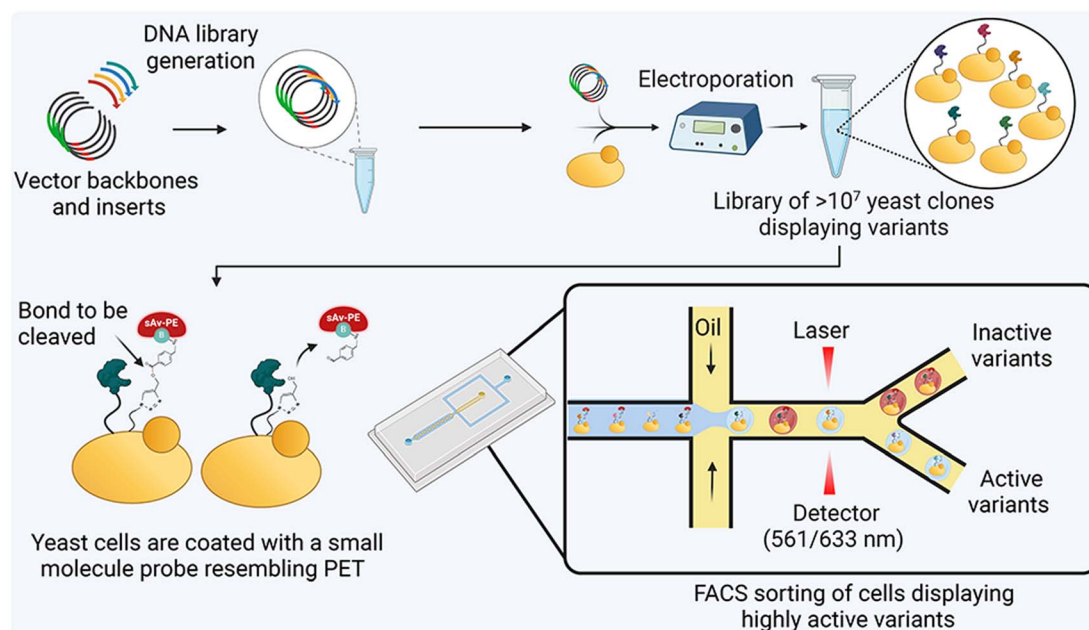 DNA library
generation
Vector backbones
and inserts
Electroporation
Library of >10⁷ yeast clones
displaying variants
Bond to be
cleaved
sAv-PE
B
sAv-PE
B
Yeast cells are coated with a small
molecule probe resembling PET
Oil
Laser
Inactive
variants
Detector
(561/633 nm)
Active
variants
FACS sorting of cells displaying
highly active variants